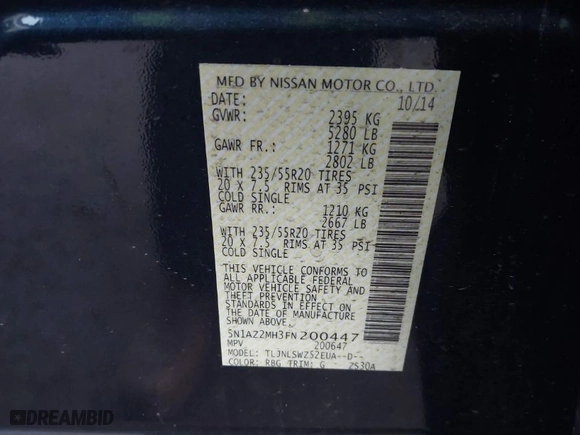 MFD BY NISSAN MOTOR CO., LTD.
DATE: 10/14
GVWR: 2395 KG
5280 LB
GAWR FR.: 1271 KG
2802 LB
WITH 235/55R20 TIRES
20 X 7.5 RIMS AT 35 PSI
COLD SINGLE
GAWR RR.: 1210 KG
2667 LB
WITH 235/55R20 TIRES
20 X 7.5 RIMS AT 35 PSI
COLD SINGLE
THIS VEHICLE CONFORMS TO
ALL APPLICABLE FEDERAL
MOTOR VEHICLE SAFETY AND
THEFT PREVENTION
STANDARDS IN EFFECT ON
THE DATE OF MANUFACTURE
SHOWN ABOVE.
5N1AZ2MH3FN200447
MPV 200647
MODEL: TLJNLSWZ52EUA--D--
COLOR: RBG TRIM: G 2S30A
DREAMBID